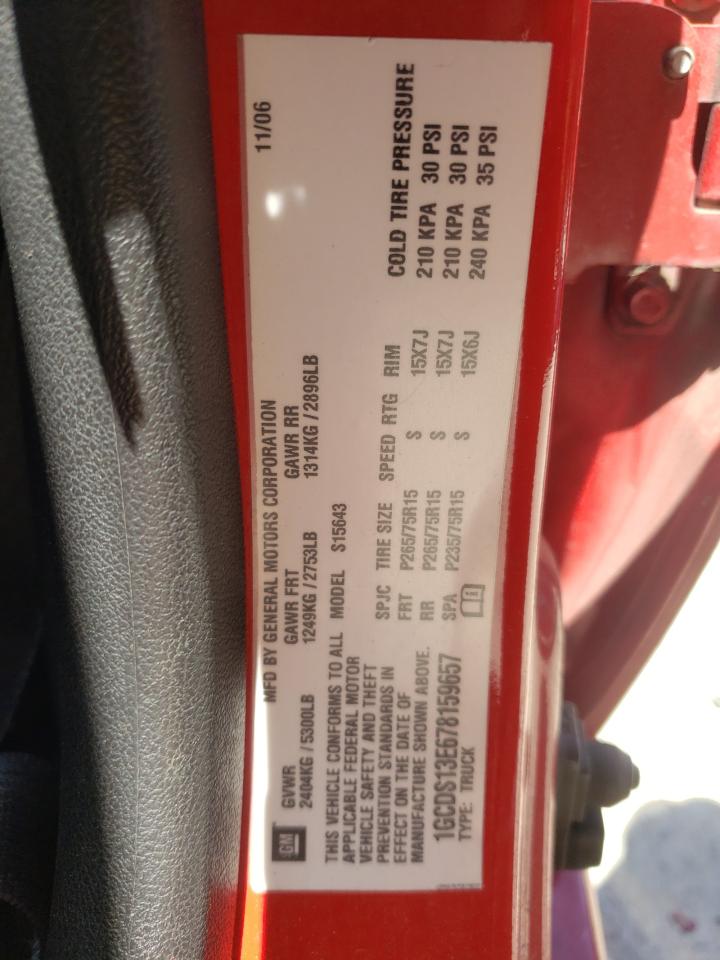 MFD BY GENERAL MOTORS CORPORATION 11/06
GM
GVWR GAWR FRT GAWR RR
2404KG / 5300LB 1249KG / 2753LB 1314KG / 2896LB
THIS VEHICLE CONFORMS TO ALL
APPLICABLE FEDERAL MOTOR
VEHICLE SAFETY AND THEFT
PREVENTION STANDARDS IN
EFFECT ON THE DATE OF
MANUFACTURE SHOWN ABOVE.
1GCDS13E678159657
TYPE: TRUCK
MODEL S15643
SPJC TIRE SIZE SPEED RTG RIM COLD TIRE PRESSURE
FRT P265/75R15 S 15X7J 210 KPA 30 PSI
RR P265/75R15 S 15X7J 210 KPA 30 PSI
SPA P235/75R15 S 15X6J 240 KPA 35 PSI